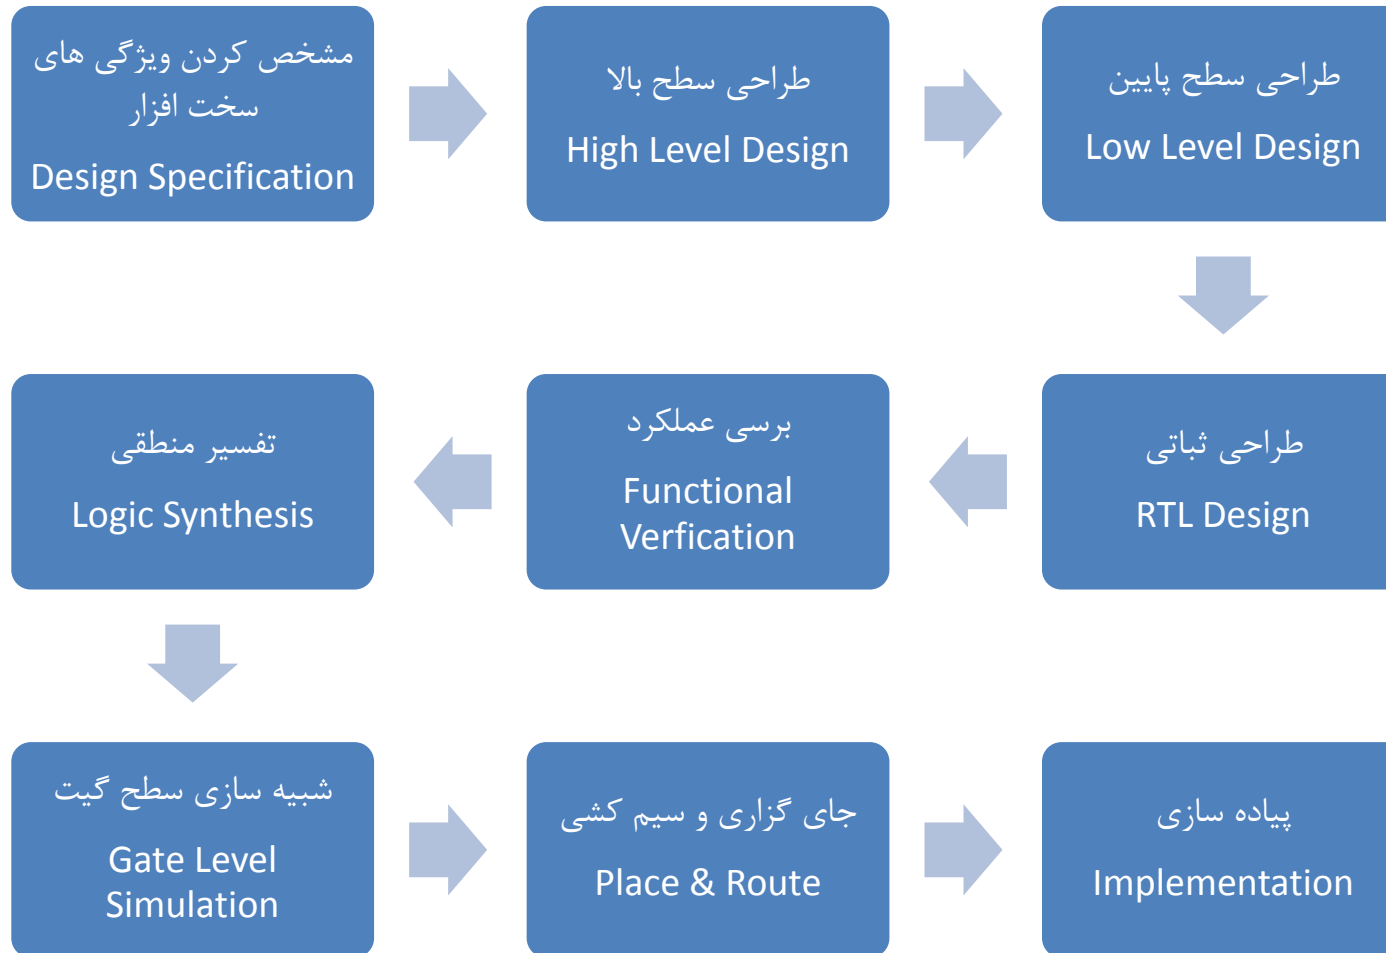 مشخص کردن ویژگی های
سخت افزار
Design Specification
طراحی سطح بالا
High Level Design
طراحی سطح پایین
Low Level Design
طراحی ثباتی
RTL Design
برسی عملکرد
Functional
Verfication
تفسیر منطقی
Logic Synthesis
شبیه سازی سطح گیت
Gate Level
Simulation
جای گزاری و سیم کشی
Place & Route
پیاده سازی
Implementation